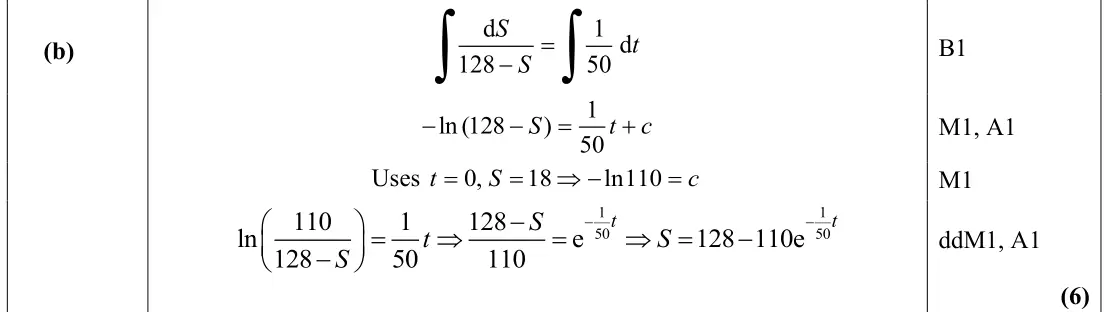 (b) ∫ dS/(128 − S) = ∫ 1/50 dt B1
−ln (128 − S) = 1/50 t + c M1, A1
Uses t = 0, S = 18 ⇒ −ln110 = c M1
ln(110/(128 − S)) = 1/50 t ⇒ (128 − S)/110 = e^(−1/50 t) ⇒ S = 128 − 110e^(−1/50 t) ddM1, A1
(6)